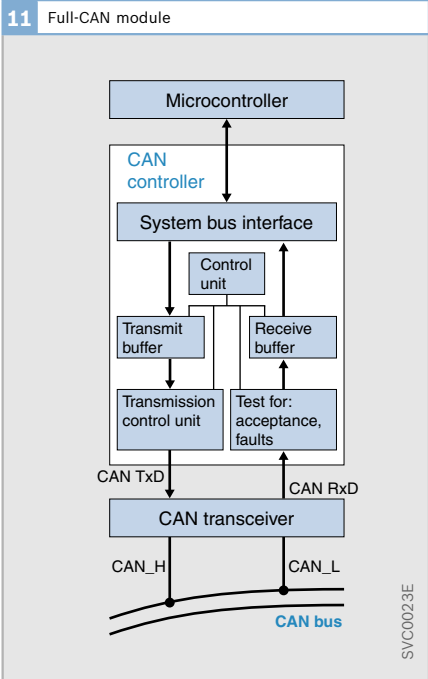 11 Full-CAN module
Microcontroller
CAN
controller
System bus interface
Control
unit
Transmit
buffer
Receive
buffer
Transmission
control unit
Test for:
acceptance,
faults
CAN TxD
CAN RxD
CAN transceiver
CAN_H
CAN_L
CAN bus
SVC0023E